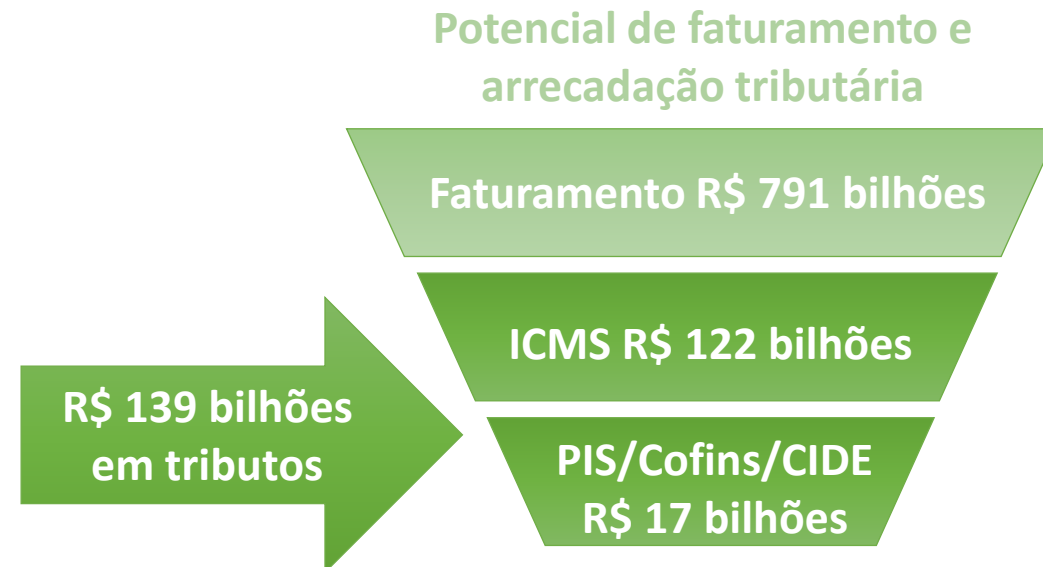 Potencial de faturamento e
arrecadação tributária
Faturamento R$ 791 bilhões
ICMS R$ 122 bilhões
R$ 139 bilhões
em tributos
PIS/Cofins/CIDE
R$ 17 bilhões